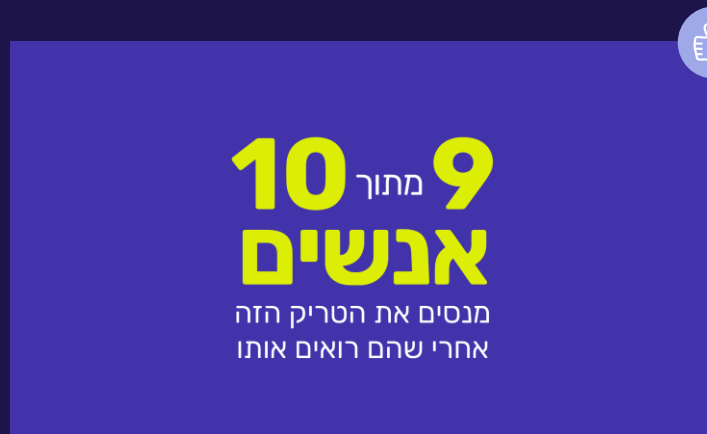 9 מתוך 10
אנשים
מנסים את הטריק הזה
אחרי שהם רואים אותו